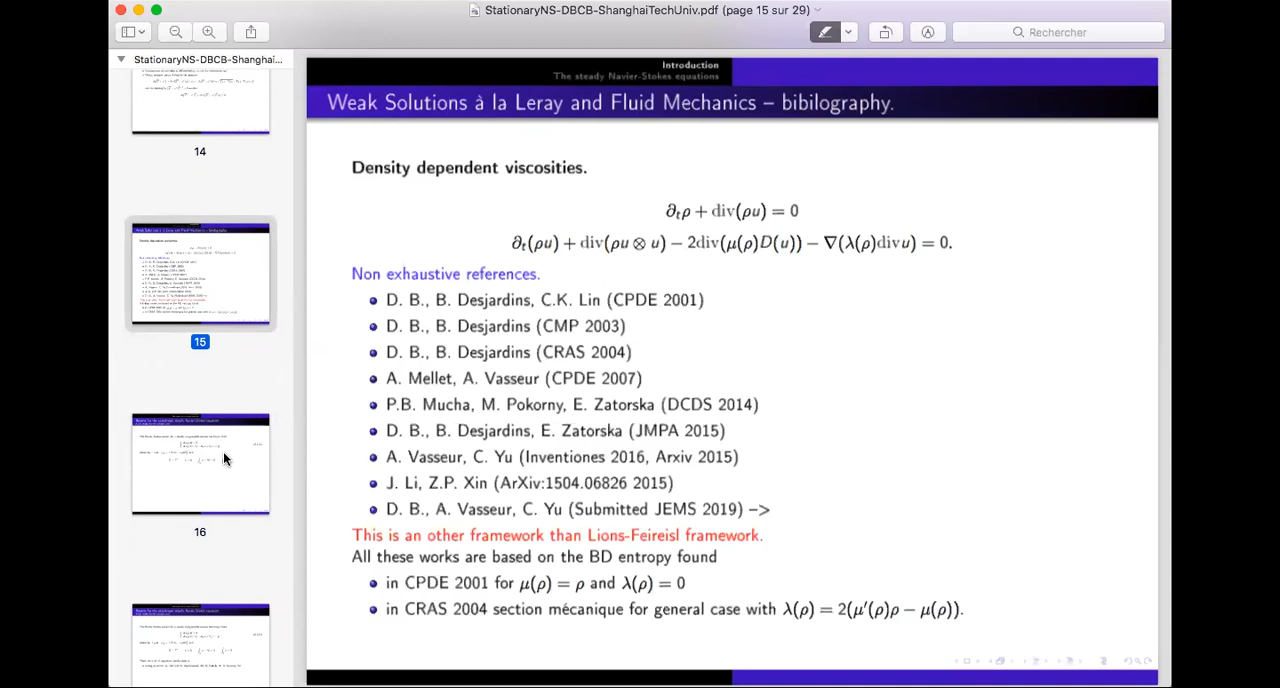 StationaryNS-DBCB-ShanghaiTechUniv.pdf (page 15 sur 29)
Rechercher
StationaryNS-DBCB-Shanghai...
14
15
16
Introduction
The steady Navier-Stokes equations
Weak Solutions à la Leray and Fluid Mechanics – bibilography.
Density dependent viscosities.
∂ₜρ + div(ρu) = 0
∂ₜ(ρu) + div(ρu ⊗ u) − 2div(μ(ρ)D(u)) − ∇(λ(ρ)divu) = 0.
Non exhaustive references.
D. B., B. Desjardins, C.K. Lin (CPDE 2001)
D. B., B. Desjardins (CMP 2003)
D. B., B. Desjardins (CRAS 2004)
A. Mellet, A. Vasseur (CPDE 2007)
P.B. Mucha, M. Pokorny, E. Zatorska (DCDS 2014)
D. B., B. Desjardins, E. Zatorska (JMPA 2015)
A. Vasseur, C. Yu (Inventiones 2016, Arxiv 2015)
J. Li, Z.P. Xin (ArXiv:1504.06826 2015)
D. B., A. Vasseur, C. Yu (Submitted JEMS 2019) –>
This is an other framework than Lions-Feireisl framework.
All these works are based on the BD entropy found
in CPDE 2001 for μ(ρ) = ρ and λ(ρ) = 0
in CRAS 2004 section mécanique for general case with λ(ρ) = 2(μ′(ρ)ρ − μ(ρ)).